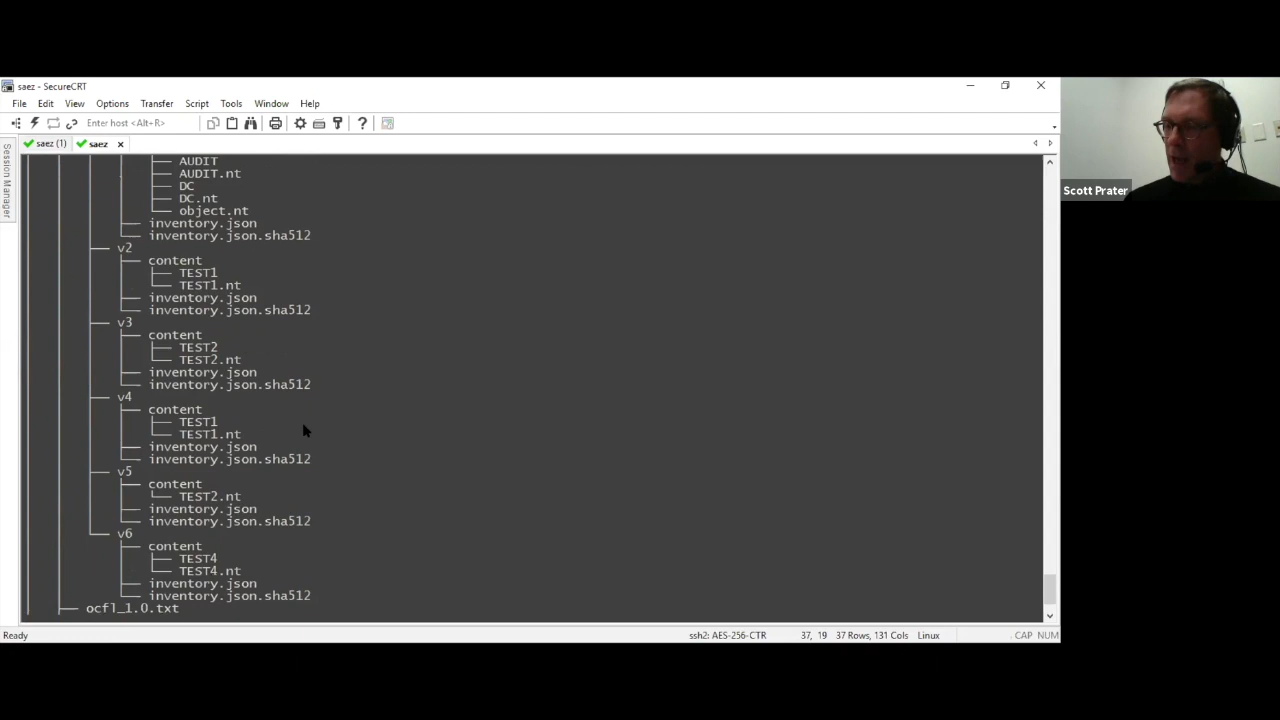 saez - SecureCRT
File Edit View Options Transfer Script Tools Window Help
Enter host <Alt+R>
saez (1) saez
Session Manager
AUDIT
AUDIT.nt
DC
DC.nt
object.nt
inventory.json
inventory.json.sha512
v2
content
TEST1
TEST1.nt
inventory.json
inventory.json.sha512
v3
content
TEST2
TEST2.nt
inventory.json
inventory.json.sha512
v4
content
TEST1
TEST1.nt
inventory.json
inventory.json.sha512
v5
content
TEST2.nt
inventory.json
inventory.json.sha512
v6
content
TEST4
TEST4.nt
inventory.json
inventory.json.sha512
ocfl_1.0.txt
Ready ssh2: AES-256-CTR 37, 19 37 Rows, 131 Cols Linux CAP NUM
Scott Prater